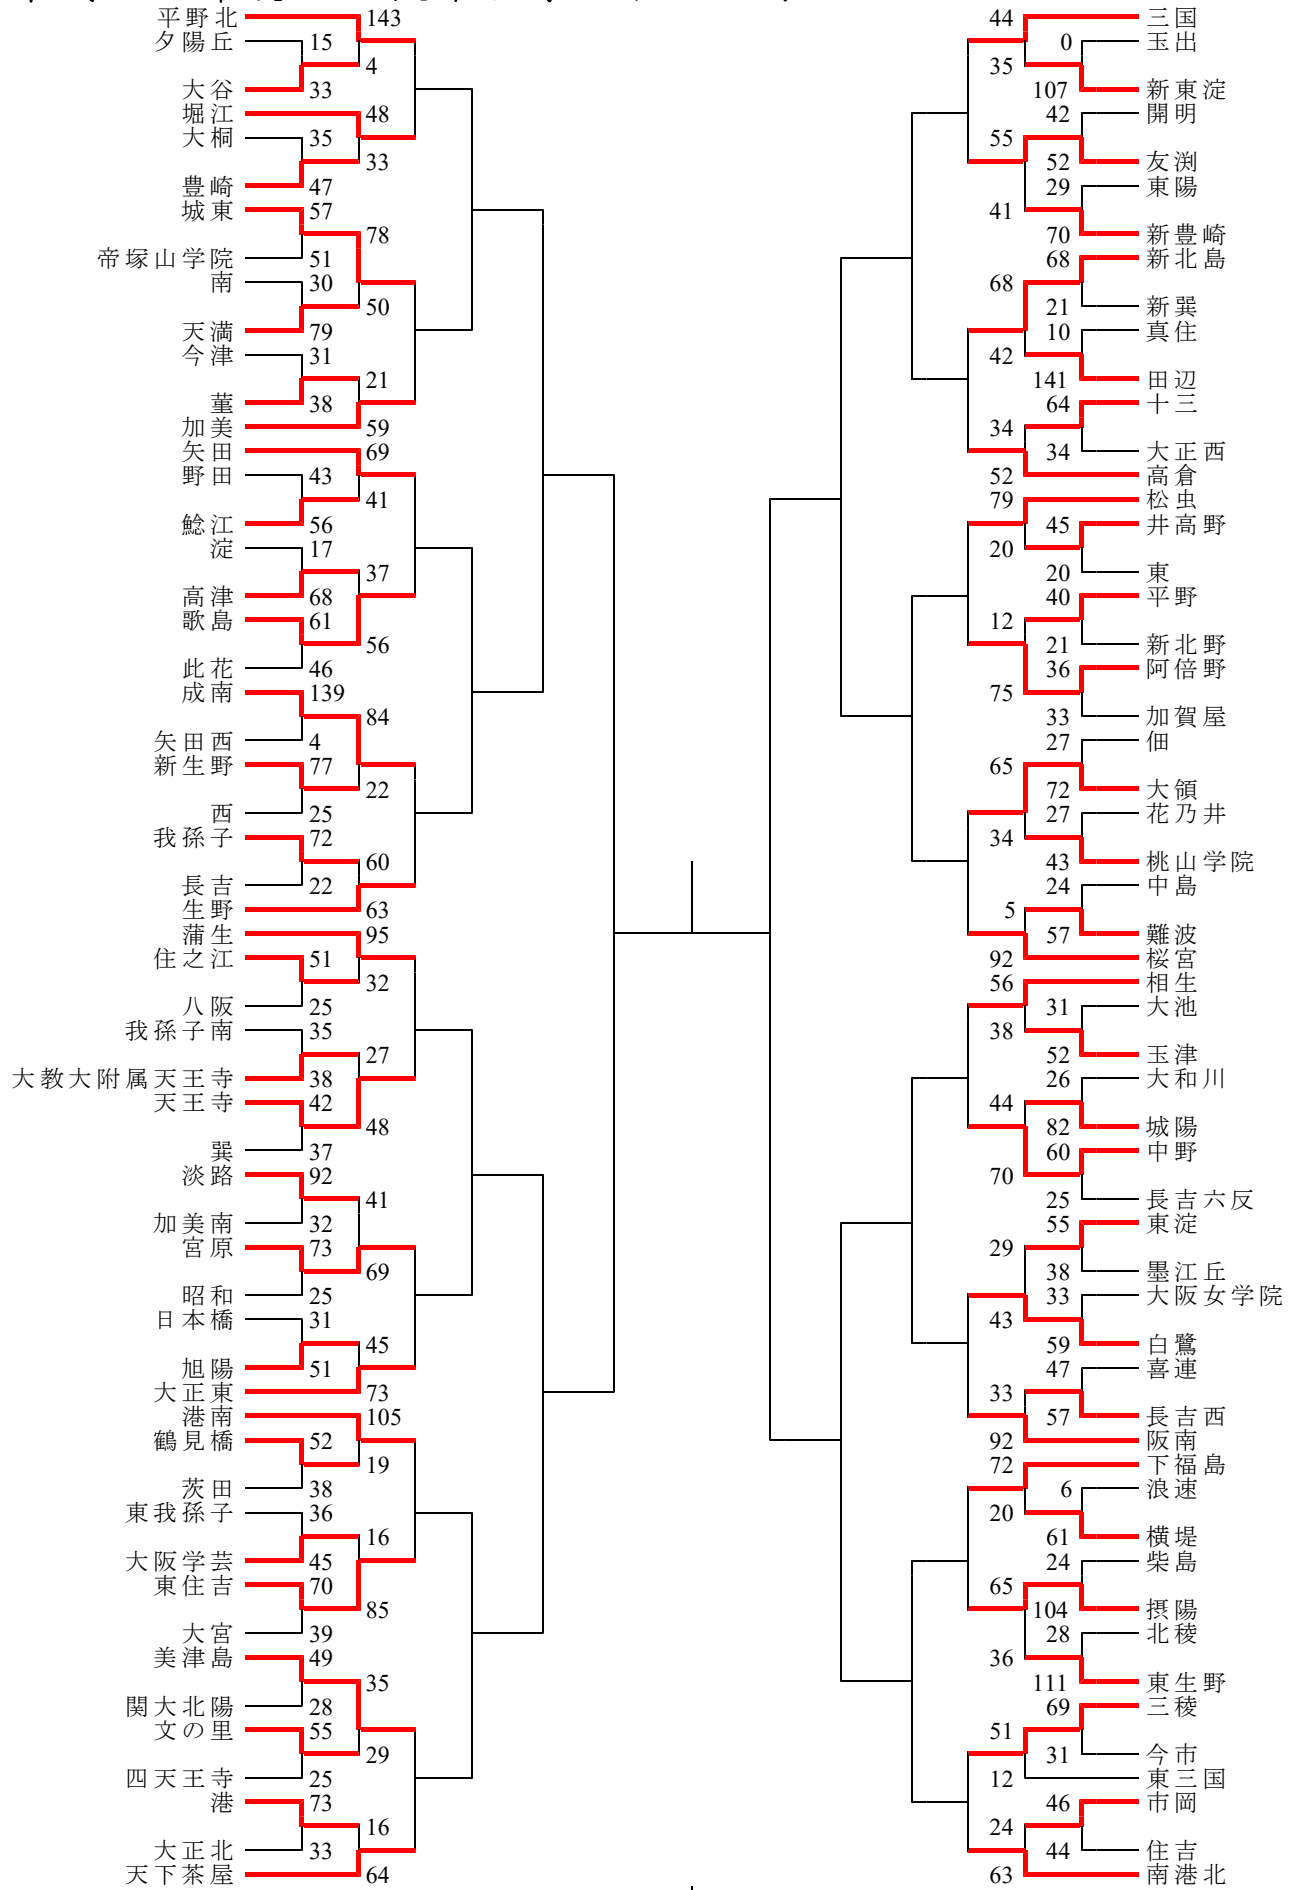 平野北 143 44 三国
夕陽丘 15 0 玉出
4 35
大谷 33 107 新東淀
堀江 48 42 開明
大桐 35 55
33 52 友渕
豊崎 47 29 東陽
城東 57 41
78 70 新豊崎
帝塚山学院 51 68 新北島
南 30 68
50 21 新巽
天満 79 10 真住
今津 31 42
21 141 田辺
菫 38 64 十三
加美 59 34
矢田 69 34 大正西
野田 43 52 高倉
41 79 松虫
鯰江 56 45 井高野
淀 17 20
37 20 東
高津 68 40 平野
歌島 61 12
56 21 新北野
此花 46 36 阿倍野
成南 139 75
84 33 加賀屋
矢田西 4 27 佃
新生野 77 65
22 72 大領
西 25 27 花乃井
我孫子 72 34
60 43 桃山学院
長吉 22 24 中島
生野 63 5
蒲生 95 57 難波
住之江 51 92 桜宮
32 56 相生
八阪 25 31 大池
我孫子南 35 38
27 52 玉津
大教大附属天王寺 38 26 大和川
天王寺 42 44
48 82 城陽
巽 37 60 中野
淡路 92 70
41 25 長吉六反
加美南 32 55 東淀
宮原 73 29
69 38 墨江丘
昭和 25 33 大阪女学院
日本橋 31 43
45 59 白鷺
旭陽 51 47 喜連
大正東 73 33
港南 105 57 長吉西
鶴見橋 52 92 阪南
19 72 下福島
茨田 38 6 浪速
東我孫子 36 20
16 61 横堤
大阪学芸 45 24 柴島
東住吉 70 65
85 104 摂陽
大宮 39 28 北稜
美津島 49 36
35 111 東生野
関大北陽 28 69 三稜
文の里 55 51
29 31 今市
四天王寺 25 12 東三国
港 73 46 市岡
16 24
大正北 33 44 住吉
天下茶屋 64 63 南港北